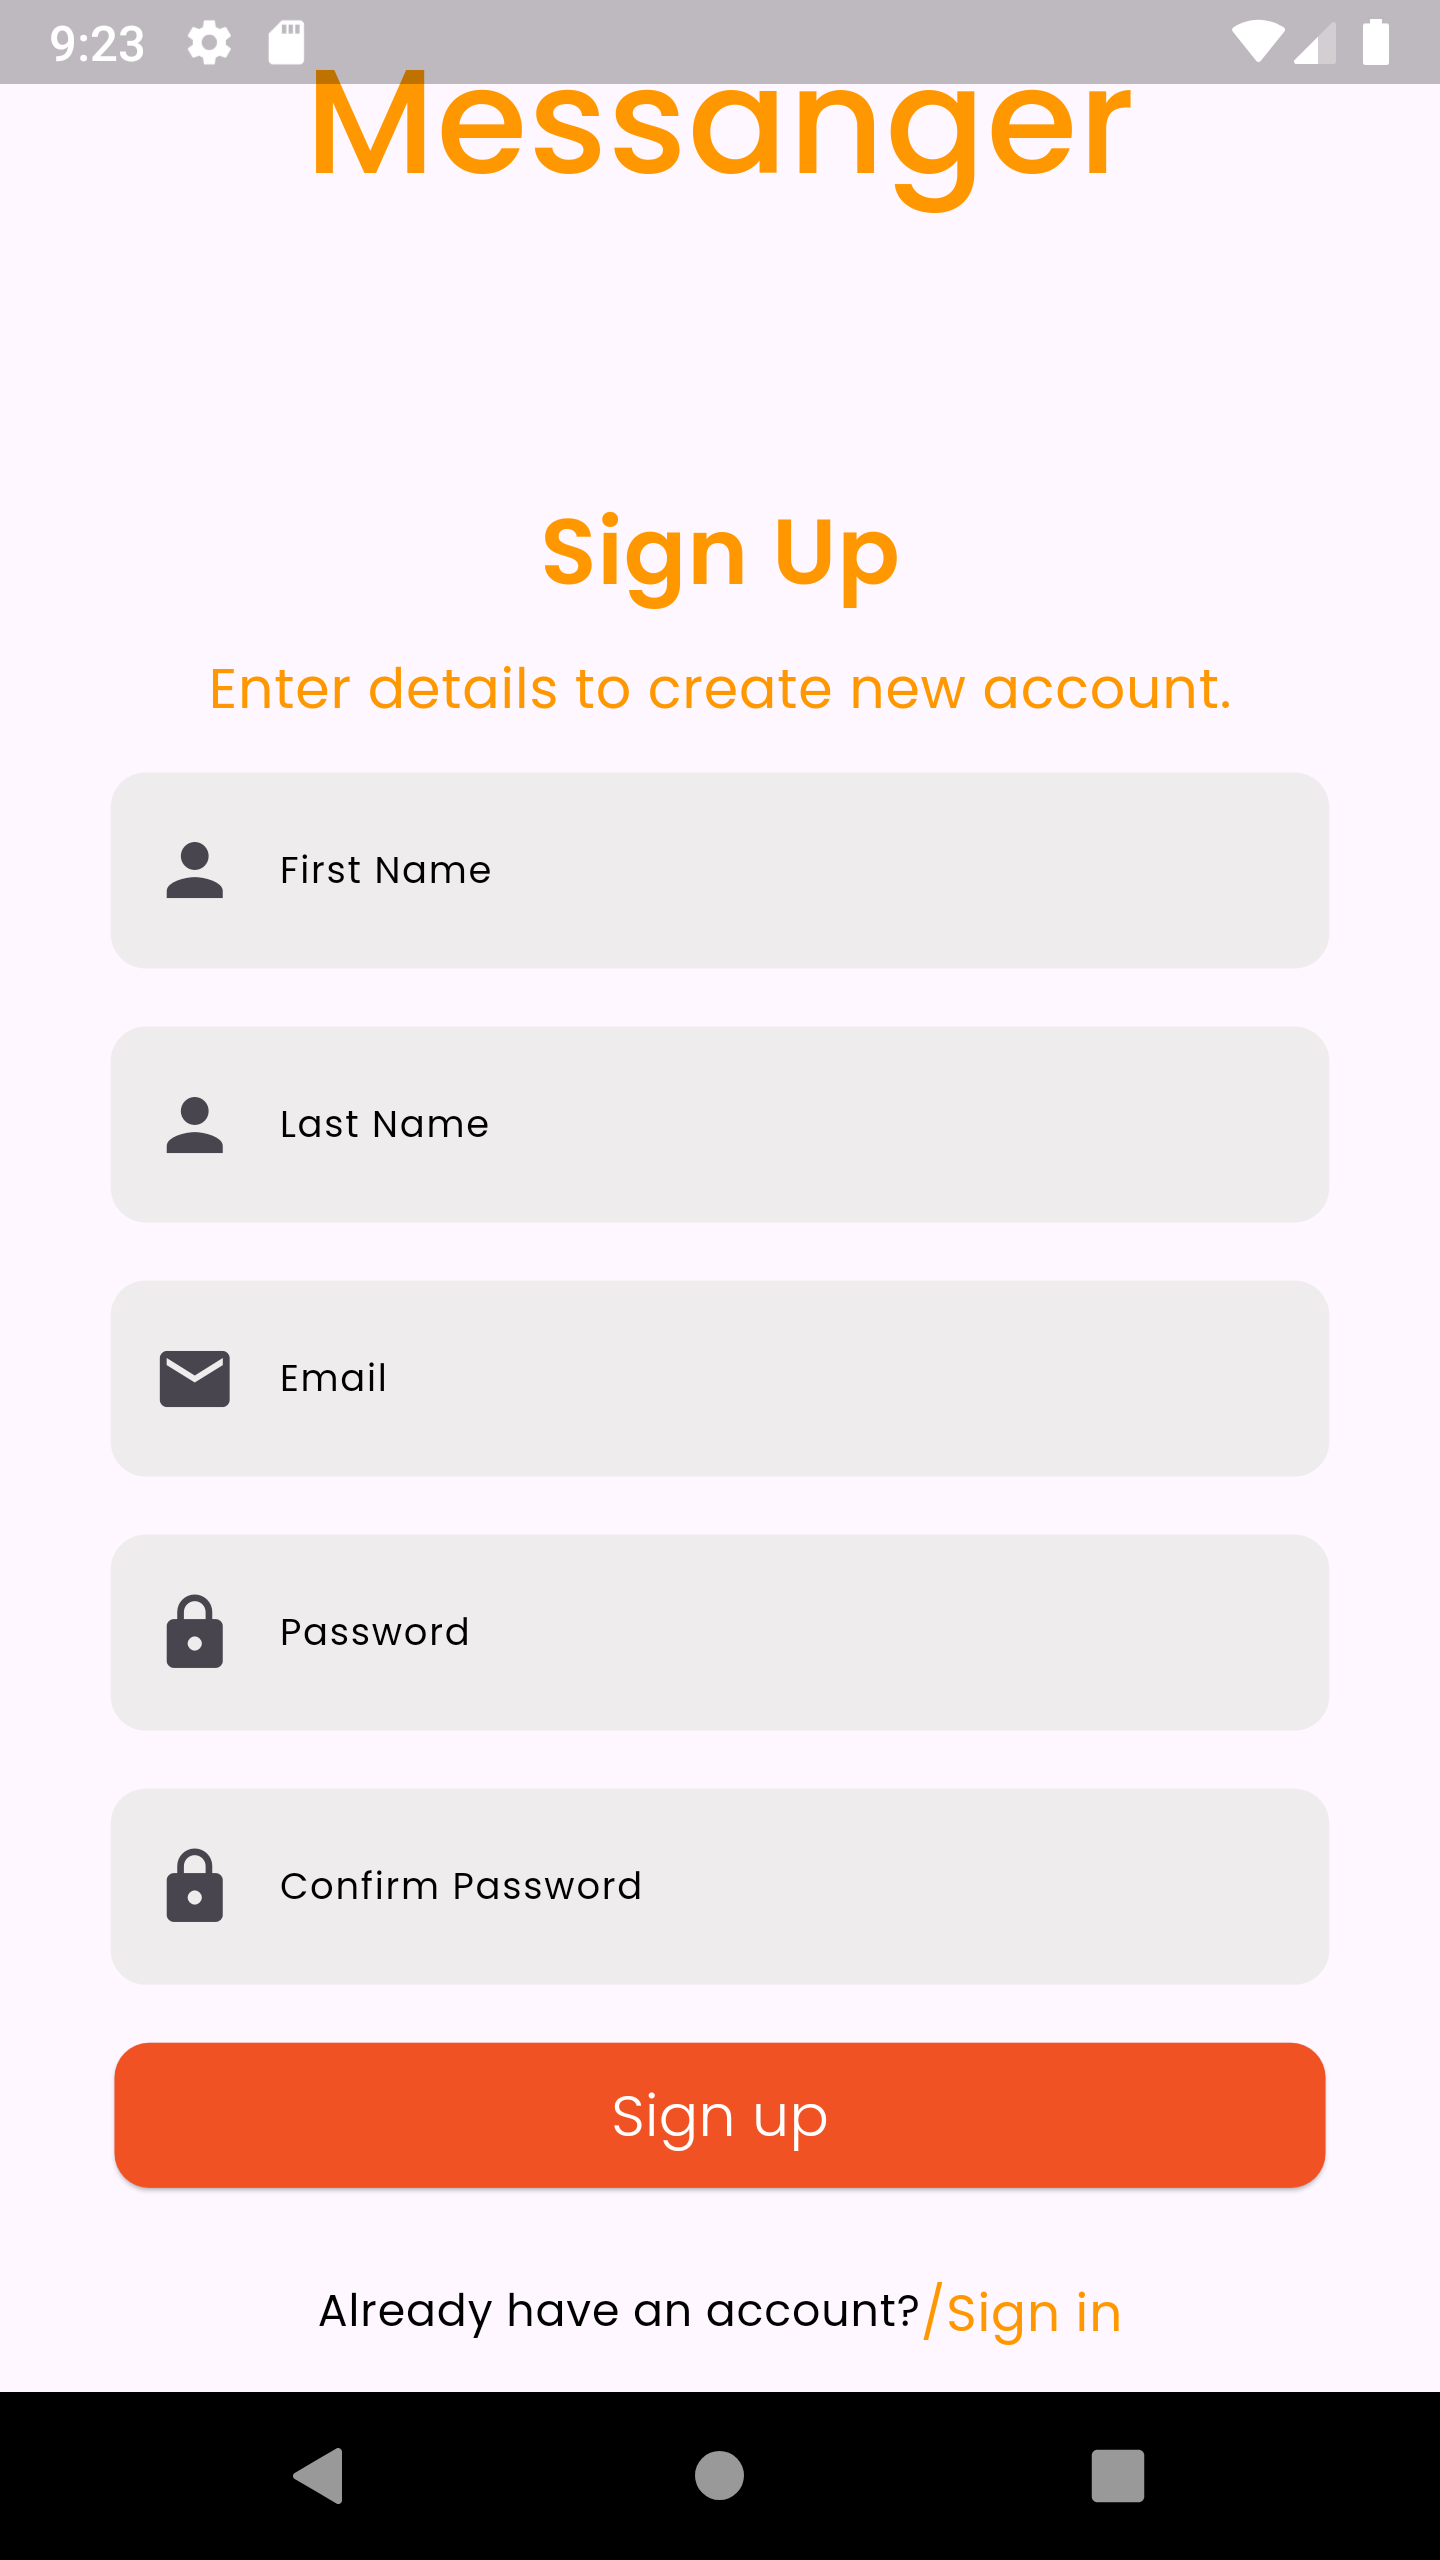 9:23
Messanger
Sign Up
Enter details to create new account.
First Name
Last Name
Email
Password
Confirm Password
Sign up
Already have an account?/Sign in